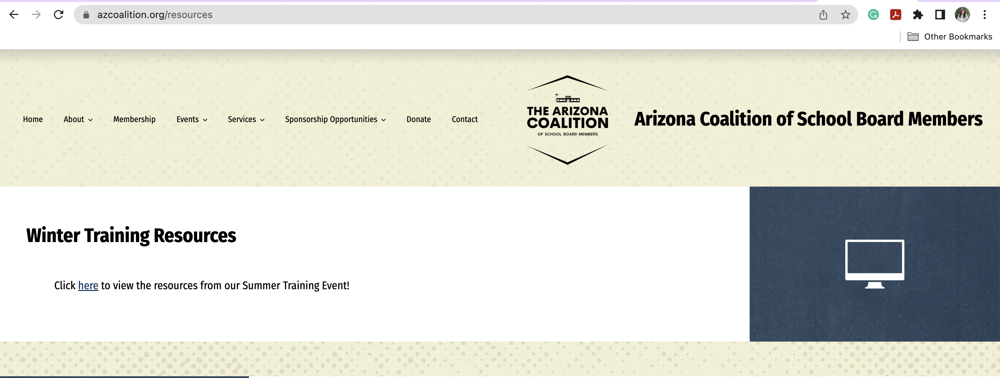 azcoalition.org/resources
Other Bookmarks
Home About Membership Events Services Sponsorship Opportunities Donate Contact
THE ARIZONA
COALITION
OF SCHOOL BOARD MEMBERS
Arizona Coalition of School Board Members
Winter Training Resources
Click here to view the resources from our Summer Training Event!